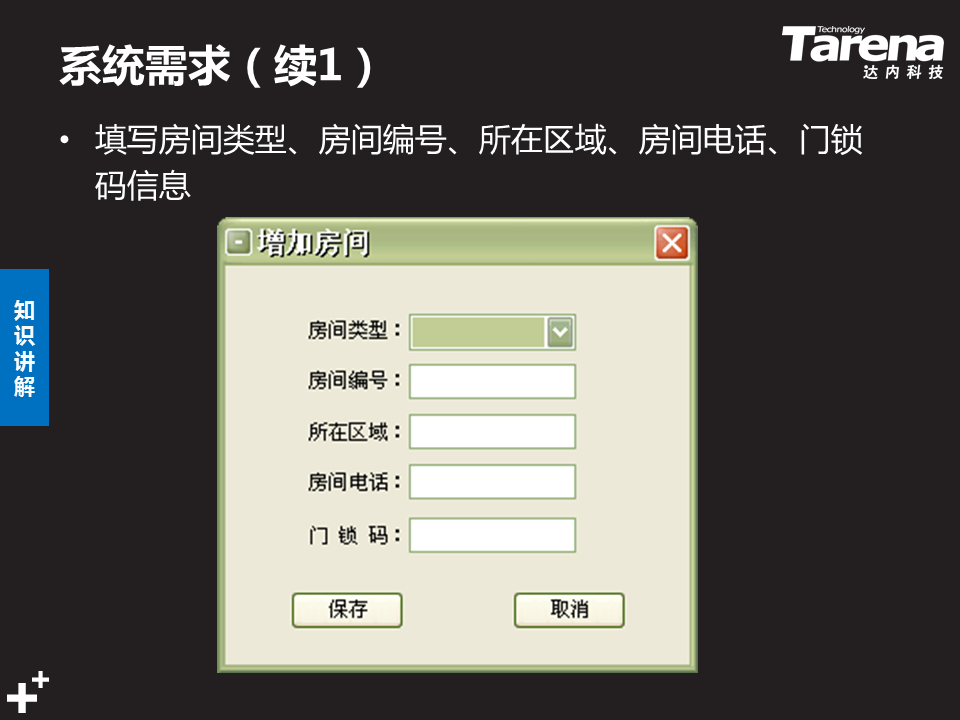 系统需求（续1）
Technology
Tarena
达内科技
• 填写房间类型、房间编号、所在区域、房间电话、门锁
码信息
知识讲解
增加房间
房间类型：
房间编号：
所在区域：
房间电话：
门 锁 码：
保存 取消